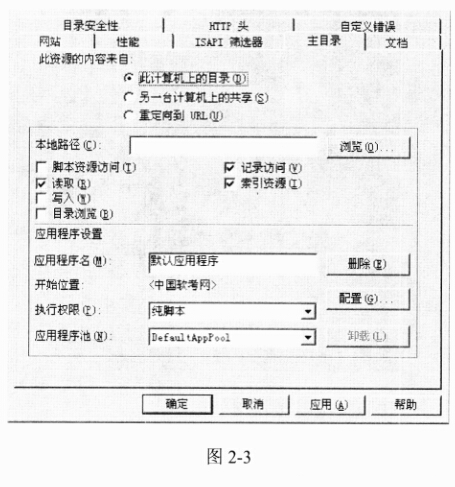 目录安全性 HTTP 头 自定义错误
网站 性能 ISAPI 筛选器 主目录 文档
此资源的内容来自:
此计算机上的目录(D)
另一台计算机上的共享(S)
重定向到 URL(U)
本地路径(C): 浏览(O)...
脚本资源访问(T) 记录访问(V)
读取(R) 索引资源(I)
写入(W)
目录浏览(B)
应用程序设置
应用程序名(M): 默认应用程序 删除(E)
开始位置: <中国软考网>
配置(G)...
执行权限(P): 纯脚本
应用程序池(N): DefaultAppPool 卸载(L)
确定 取消 应用(A) 帮助
图 2-3